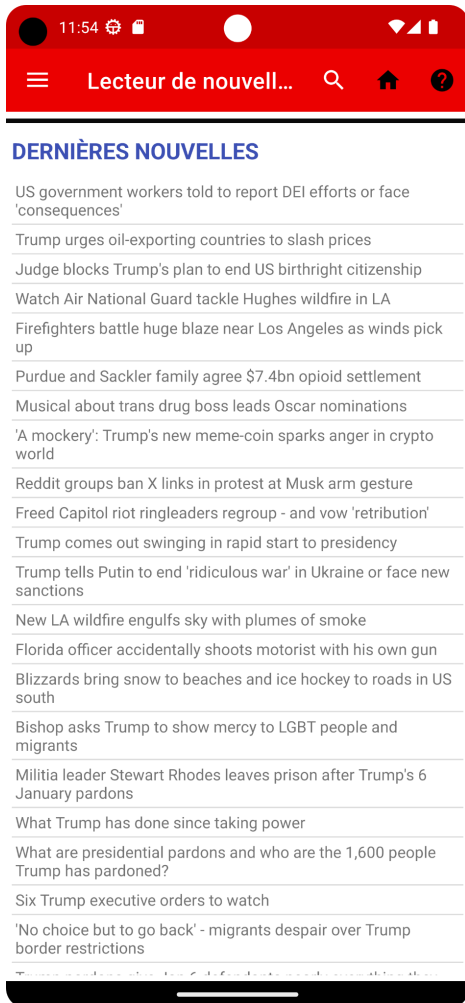 11:54
Lecteur de nouvell...
DERNIÈRES NOUVELLES
US government workers told to report DEI efforts or face
'consequences'
Trump urges oil-exporting countries to slash prices
Judge blocks Trump's plan to end US birthright citizenship
Watch Air National Guard tackle Hughes wildfire in LA
Firefighters battle huge blaze near Los Angeles as winds pick
up
Purdue and Sackler family agree $7.4bn opioid settlement
Musical about trans drug boss leads Oscar nominations
'A mockery': Trump's new meme-coin sparks anger in crypto
world
Reddit groups ban X links in protest at Musk arm gesture
Freed Capitol riot ringleaders regroup - and vow 'retribution'
Trump comes out swinging in rapid start to presidency
Trump tells Putin to end 'ridiculous war' in Ukraine or face new
sanctions
New LA wildfire engulfs sky with plumes of smoke
Florida officer accidentally shoots motorist with his own gun
Blizzards bring snow to beaches and ice hockey to roads in US
south
Bishop asks Trump to show mercy to LGBT people and
migrants
Militia leader Stewart Rhodes leaves prison after Trump's 6
January pardons
What Trump has done since taking power
What are presidential pardons and who are the 1,600 people
Trump has pardoned?
Six Trump executive orders to watch
'No choice but to go back' - migrants despair over Trump
border restrictions